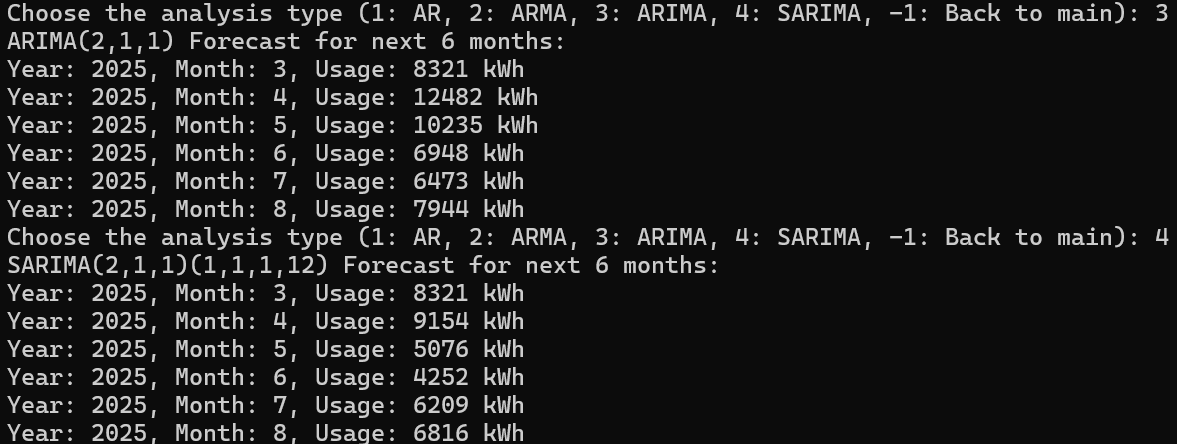 Choose the analysis type (1: AR, 2: ARMA, 3: ARIMA, 4: SARIMA, -1: Back to main): 3
ARIMA(2,1,1) Forecast for next 6 months:
Year: 2025, Month: 3, Usage: 8321 kWh
Year: 2025, Month: 4, Usage: 12482 kWh
Year: 2025, Month: 5, Usage: 10235 kWh
Year: 2025, Month: 6, Usage: 6948 kWh
Year: 2025, Month: 7, Usage: 6473 kWh
Year: 2025, Month: 8, Usage: 7944 kWh
Choose the analysis type (1: AR, 2: ARMA, 3: ARIMA, 4: SARIMA, -1: Back to main): 4
SARIMA(2,1,1)(1,1,1,12) Forecast for next 6 months:
Year: 2025, Month: 3, Usage: 8321 kWh
Year: 2025, Month: 4, Usage: 9154 kWh
Year: 2025, Month: 5, Usage: 5076 kWh
Year: 2025, Month: 6, Usage: 4252 kWh
Year: 2025, Month: 7, Usage: 6209 kWh
Year: 2025, Month: 8, Usage: 6816 kWh